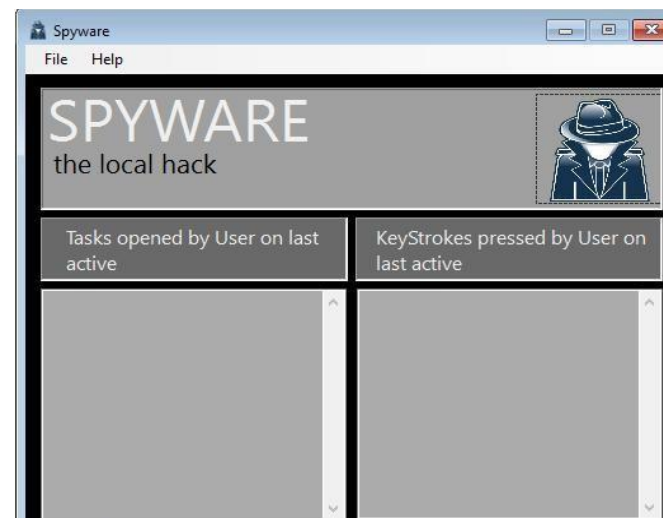 Spyware
File Help
SPYWARE
the local hack
Tasks opened by User on last
active
KeyStrokes pressed by User on
last active